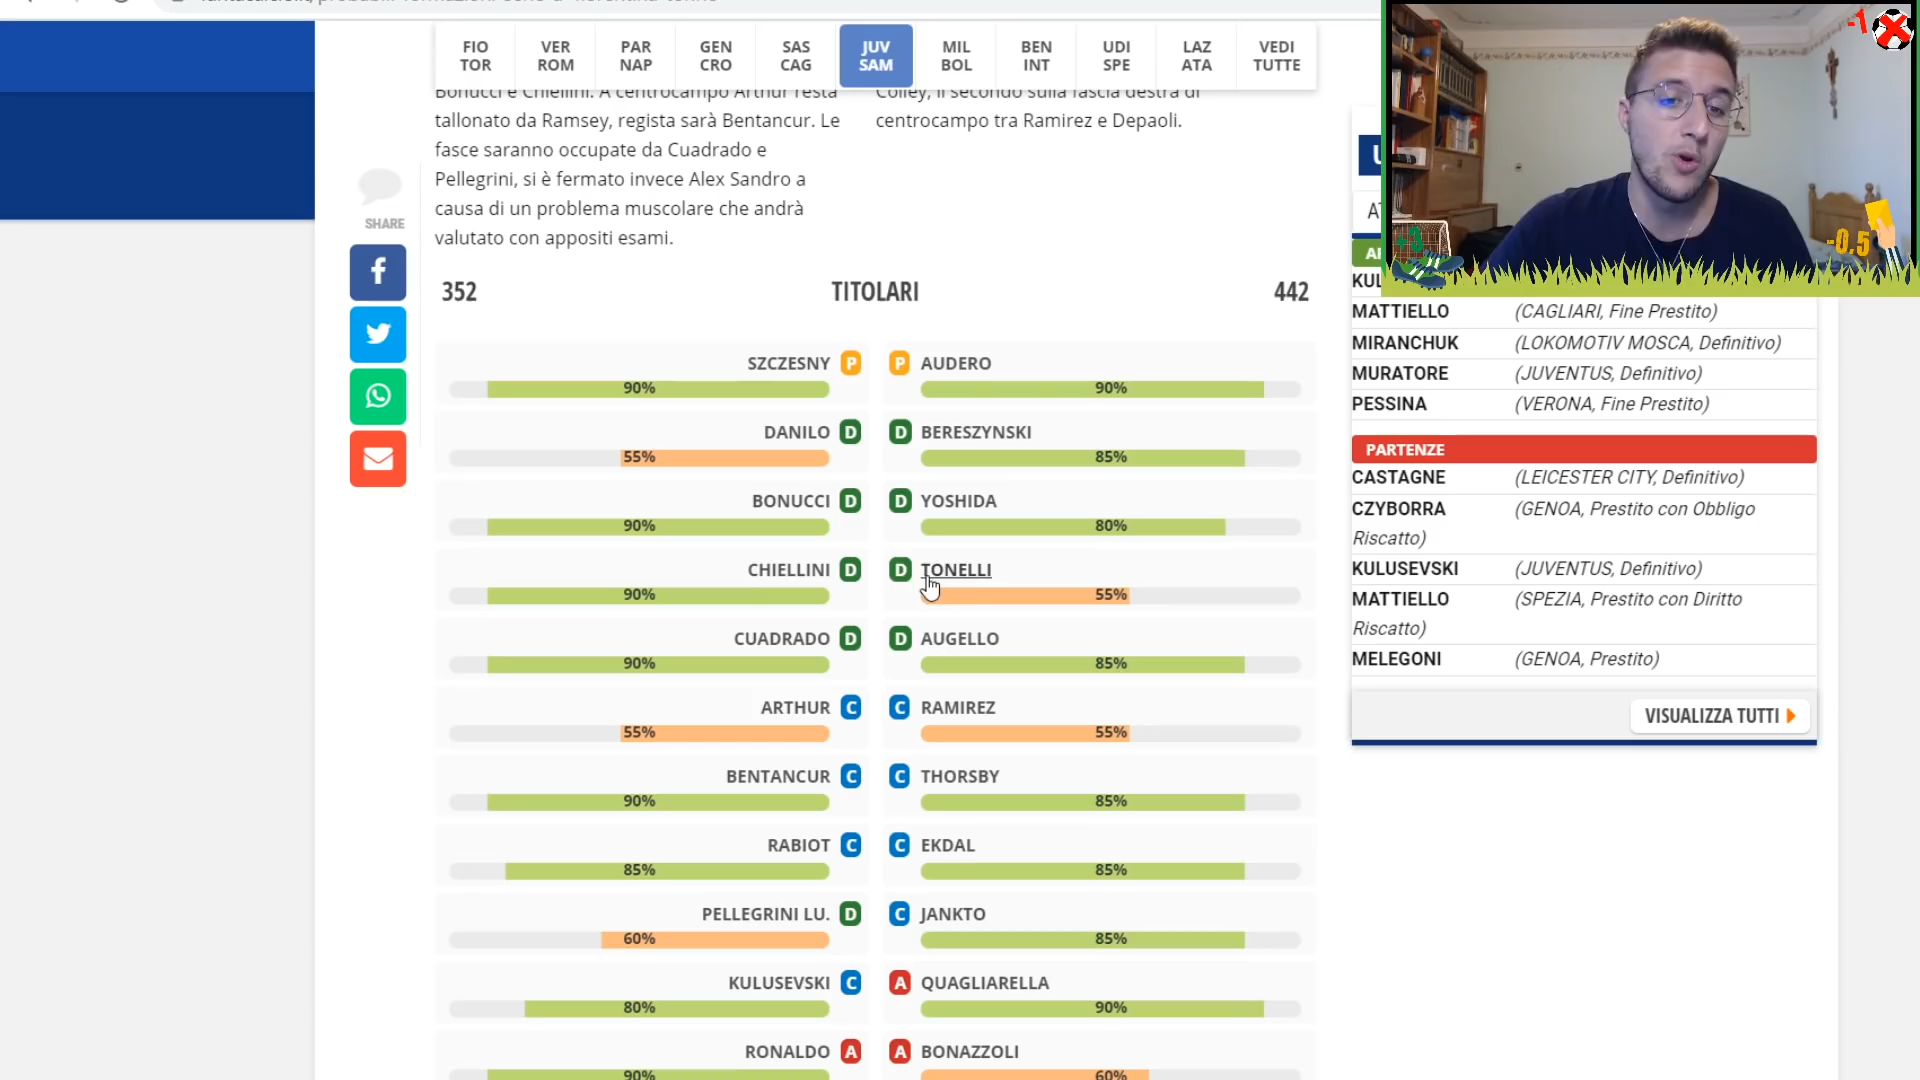 FIO TOR
VER ROM
PAR NAP
GEN CRO
SAS CAG
JUV SAM
MIL BOL
BEN INT
UDI SPE
LAZ ATA
VEDI TUTTE
Bonucci e Chiellini. A centrocampo Arthur resta
tallonato da Ramsey, regista sarà Bentancur. Le
fasce saranno occupate da Cuadrado e
Pellegrini, si è fermato invece Alex Sandro a
causa di un problema muscolare che andrà
valutato con appositi esami.
Colley, il secondo sulla fascia destra di
centrocampo tra Ramirez e Depaoli.
SHARE
352 TITOLARI 442
SZCZESNY P P AUDERO
90% 90%
DANILO D D BERESZYNSKI
55% 85%
BONUCCI D D YOSHIDA
90% 80%
CHIELLINI D D TONELLI
90% 55%
CUADRADO D D AUGELLO
90% 85%
ARTHUR C C RAMIREZ
55% 55%
BENTANCUR C C THORSBY
90% 85%
RABIOT C C EKDAL
85% 85%
PELLEGRINI LU. D C JANKTO
60% 85%
KULUSEVSKI C A QUAGLIARELLA
80% 90%
RONALDO A A BONAZZOLI
90% 60%
-1
+3
-0,5
KUL
MATTIELLO (CAGLIARI, Fine Prestito)
MIRANCHUK (LOKOMOTIV MOSCA, Definitivo)
MURATORE (JUVENTUS, Definitivo)
PESSINA (VERONA, Fine Prestito)
PARTENZE
CASTAGNE (LEICESTER CITY, Definitivo)
CZYBORRA (GENOA, Prestito con Obbligo
Riscatto)
KULUSEVSKI (JUVENTUS, Definitivo)
MATTIELLO (SPEZIA, Prestito con Diritto
Riscatto)
MELEGONI (GENOA, Prestito)
VISUALIZZA TUTTI